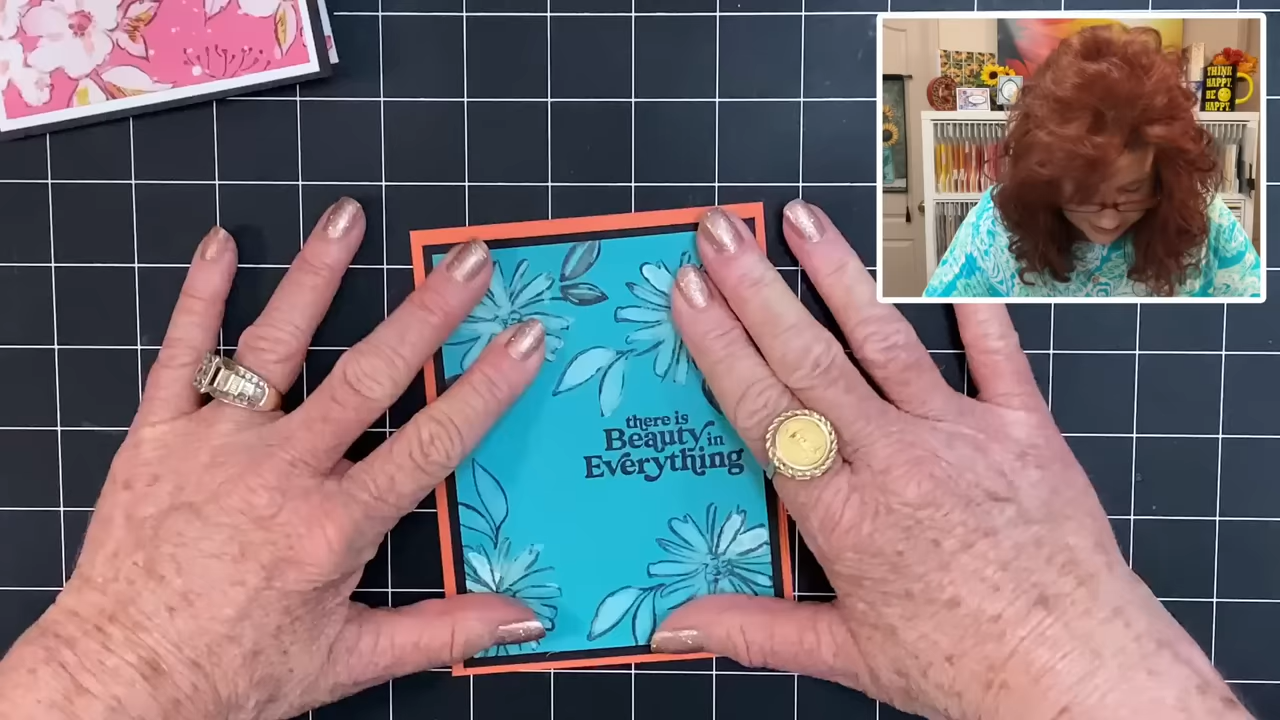 there is
Beauty in
Everything
THINK
HAPPY,
BE
HAPPY.